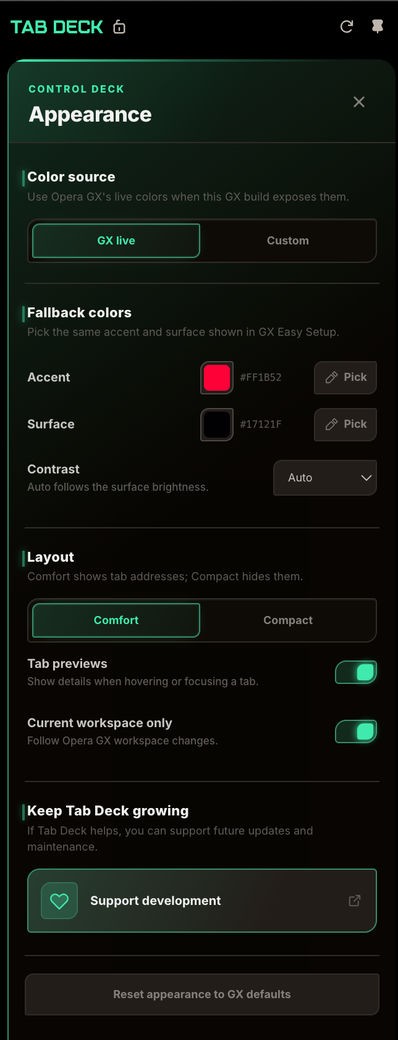 TAB DECK
CONTROL DECK
Appearance
Color source
Use Opera GX's live colors when this GX build exposes them.
GX live
Custom
Fallback colors
Pick the same accent and surface shown in GX Easy Setup.
Accent
#FF1B52
Pick
Surface
#17121F
Pick
Contrast
Auto follows the surface brightness.
Auto
Layout
Comfort shows tab addresses; Compact hides them.
Comfort
Compact
Tab previews
Show details when hovering or focusing a tab.
Current workspace only
Follow Opera GX workspace changes.
Keep Tab Deck growing
If Tab Deck helps, you can support future updates and
maintenance.
Support development
Reset appearance to GX defaults